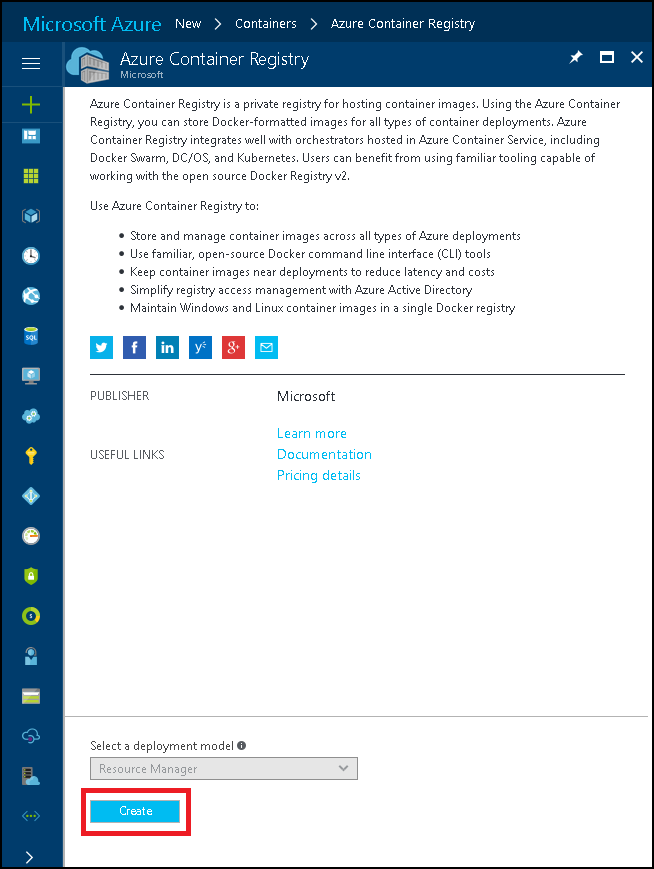 Microsoft Azure New > Containers > Azure Container Registry
Azure Container Registry
Microsoft
Azure Container Registry is a private registry for hosting container images. Using the Azure Container
Registry, you can store Docker-formatted images for all types of container deployments. Azure
Container Registry integrates well with orchestrators hosted in Azure Container Service, including
Docker Swarm, DC/OS, and Kubernetes. Users can benefit from using familiar tooling capable of
working with the open source Docker Registry v2.
Use Azure Container Registry to:
• Store and manage container images across all types of Azure deployments
• Use familiar, open-source Docker command line interface (CLI) tools
• Keep container images near deployments to reduce latency and costs
• Simplify registry access management with Azure Active Directory
• Maintain Windows and Linux container images in a single Docker registry
PUBLISHER Microsoft
Learn more
USEFUL LINKS Documentation
Pricing details
Select a deployment model
Resource Manager
Create
SQL